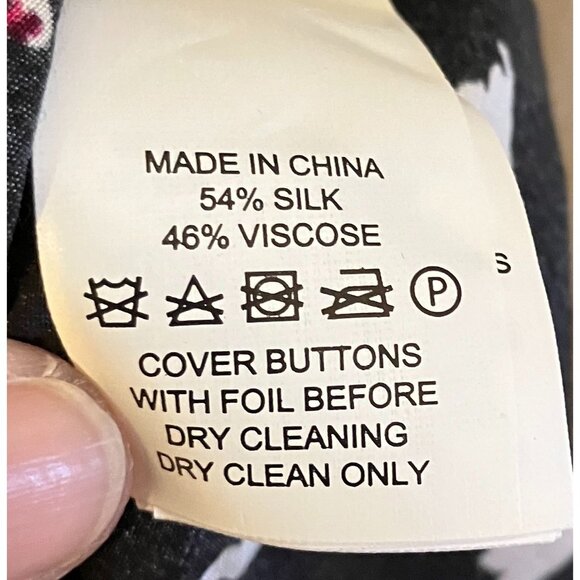 MADE IN CHINA
54% SILK
46% VISCOSE
S
P
COVER BUTTONS
WITH FOIL BEFORE
DRY CLEANING
DRY CLEAN ONLY